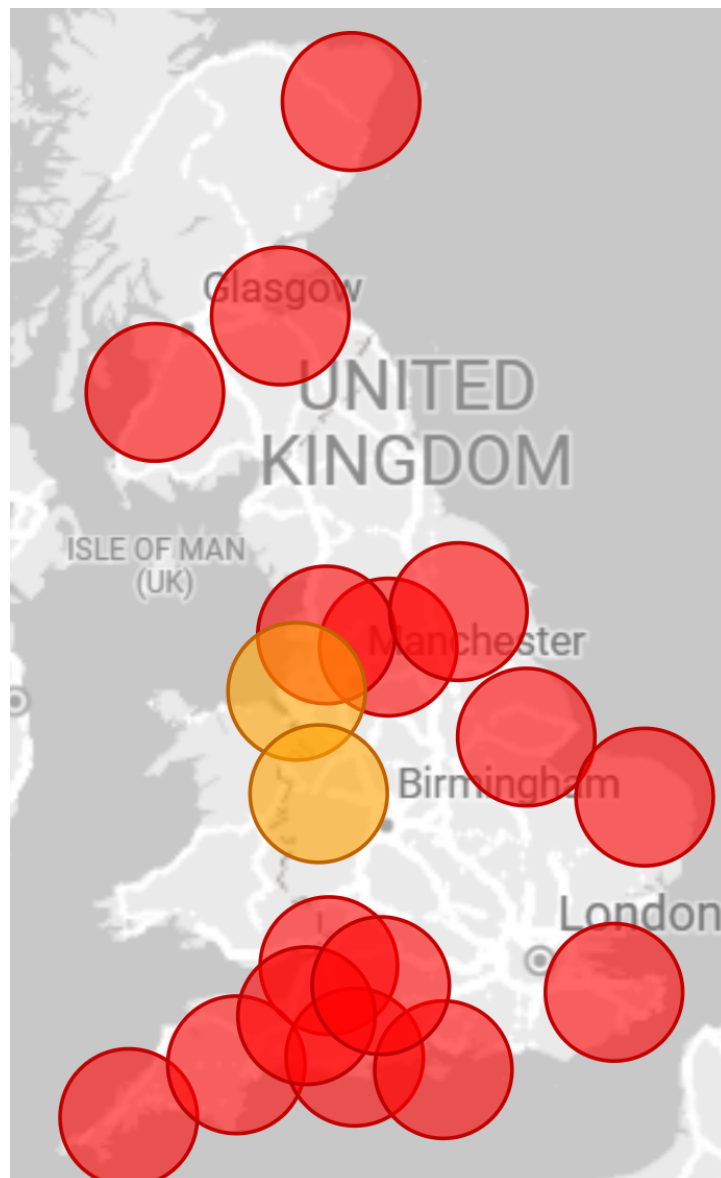 Glasgow
UNITED
KINGDOM
ISLE OF MAN
(UK)
Manchester
Birmingham
London